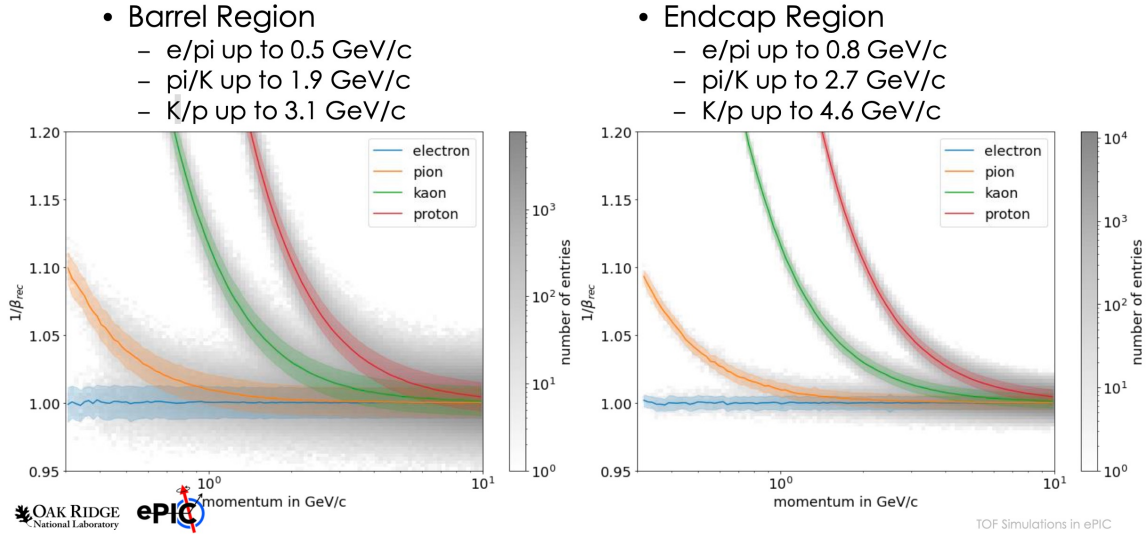 • Barrel Region
– e/pi up to 0.5 GeV/c
– pi/K up to 1.9 GeV/c
– K/p up to 3.1 GeV/c
• Endcap Region
– e/pi up to 0.8 GeV/c
– pi/K up to 2.7 GeV/c
– K/p up to 4.6 GeV/c
1.20
1.15
1.10
1.05
1.00
0.95
1/βrec
electron
pion
kaon
proton
10⁰
10¹
momentum in GeV/c
10³
10²
10¹
10⁰
number of entries
1.20
1.15
1.10
1.05
1.00
0.95
1/βrec
electron
pion
kaon
proton
10⁰
10¹
momentum in GeV/c
10⁴
10³
10²
10¹
10⁰
number of entries
OAK RIDGE
National Laboratory
ePIC
TOF Simulations in ePIC